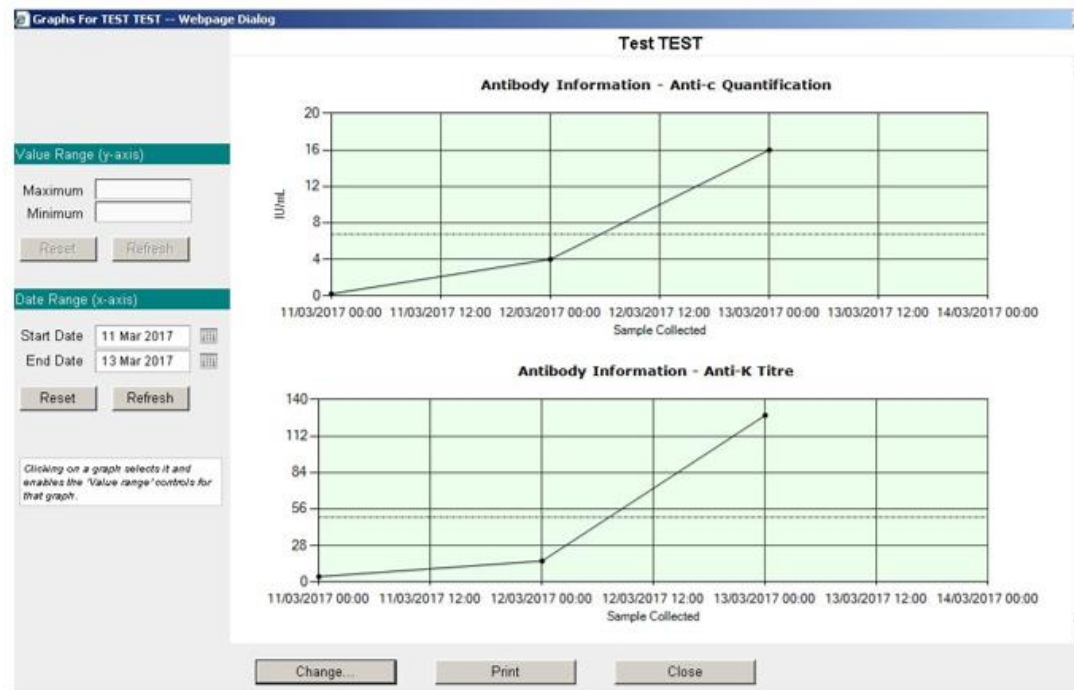 Graphs For TEST TEST -- Webpage Dialog
Test TEST
Value Range (y-axis)
Maximum
Minimum
Reset Refresh
Date Range (x-axis)
Start Date 11 Mar 2017
End Date 13 Mar 2017
Reset Refresh
Clicking on a graph selects it and
enables the 'Value range' controls for
that graph.
Antibody Information - Anti-c Quantification
20
16
12
8
4
0
IU/mL
11/03/2017 00:00 11/03/2017 12:00 12/03/2017 00:00 12/03/2017 12:00 13/03/2017 00:00 13/03/2017 12:00 14/03/2017 00:00
Sample Collected
Antibody Information - Anti-K Titre
140
112
84
56
28
0
11/03/2017 00:00 11/03/2017 12:00 12/03/2017 00:00 12/03/2017 12:00 13/03/2017 00:00 13/03/2017 12:00 14/03/2017 00:00
Sample Collected
Change... Print Close